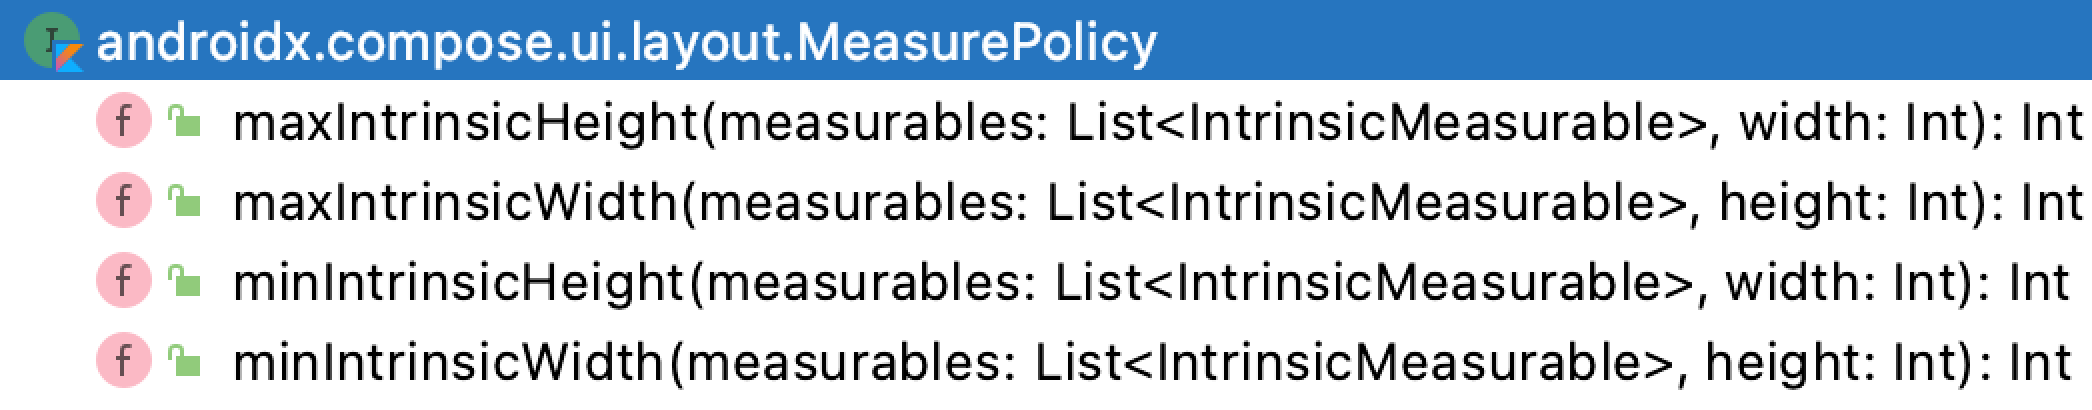 androidx.compose.ui.layout.MeasurePolicy
f maxIntrinsicHeight(measurables: List<IntrinsicMeasurable>, width: Int): Int
f maxIntrinsicWidth(measurables: List<IntrinsicMeasurable>, height: Int): Int
f minIntrinsicHeight(measurables: List<IntrinsicMeasurable>, width: Int): Int
f minIntrinsicWidth(measurables: List<IntrinsicMeasurable>, height: Int): Int